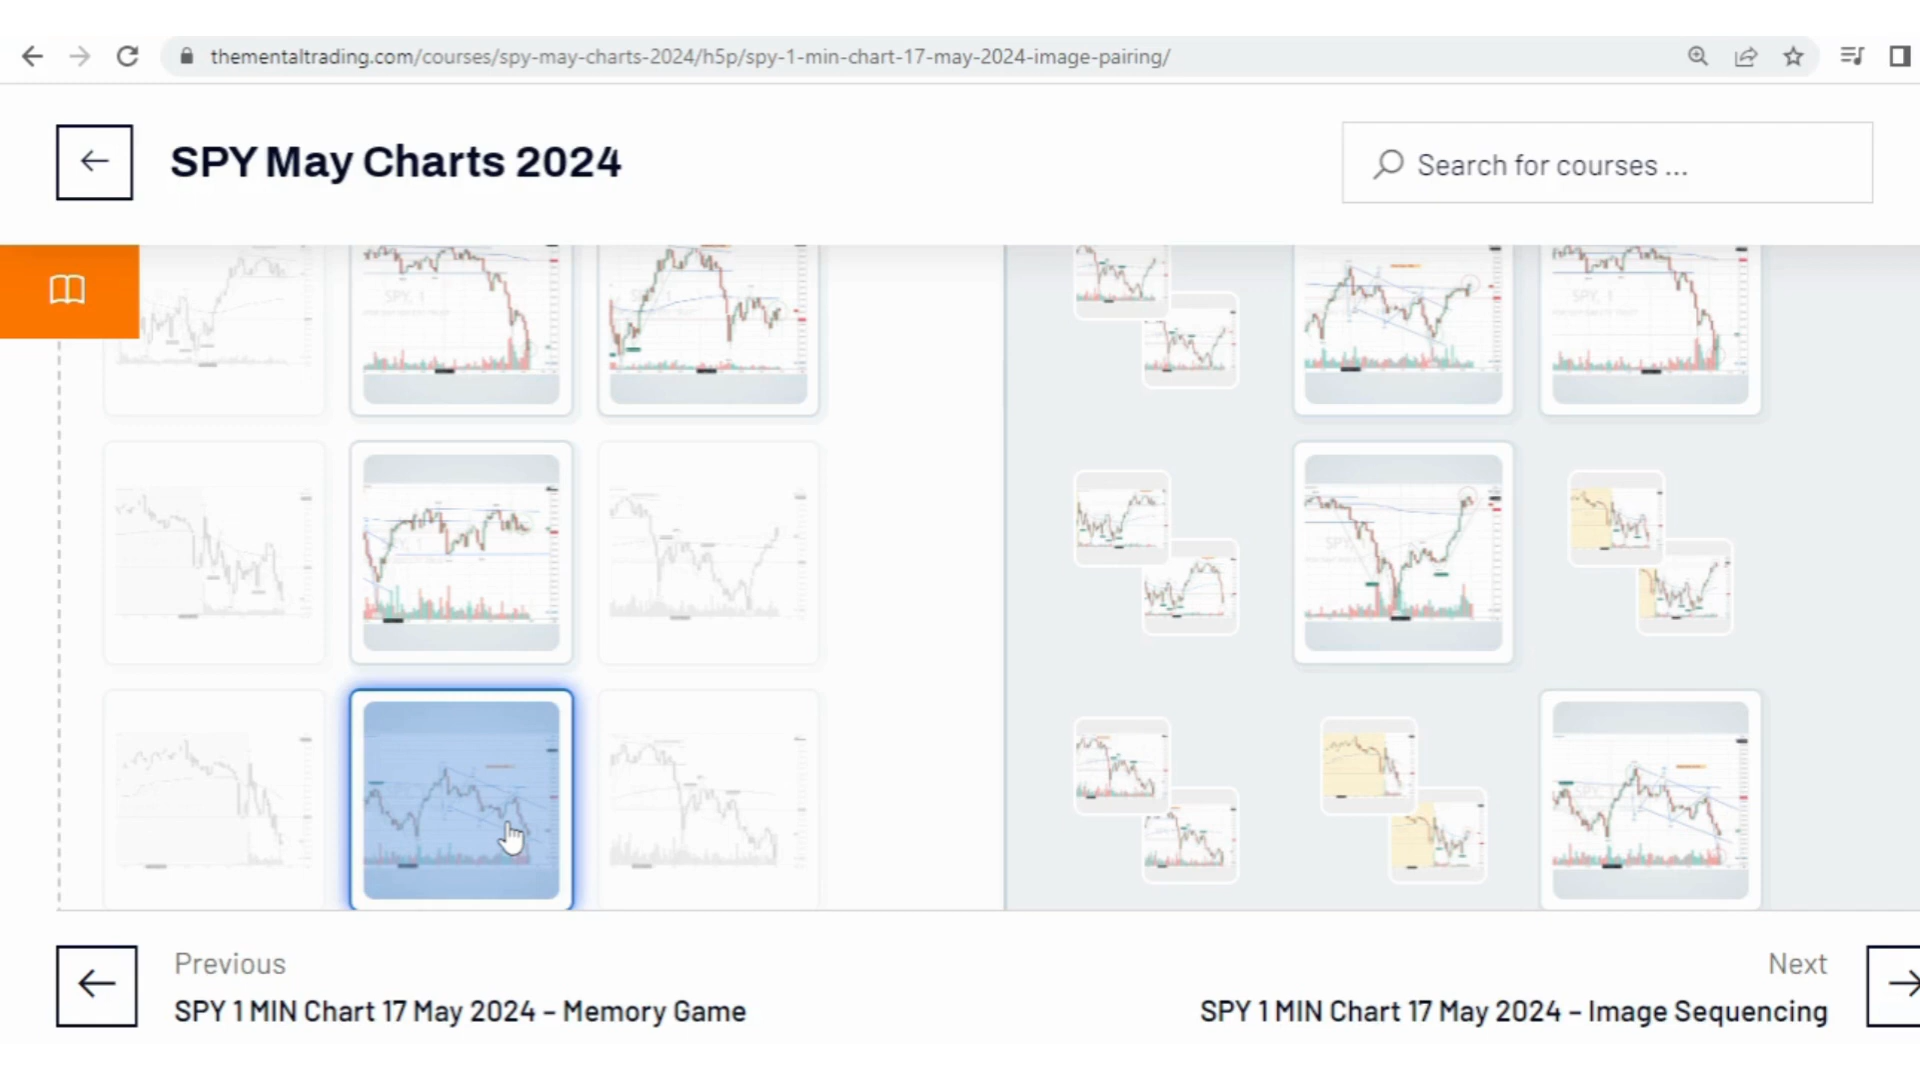 thementaltrading.com/courses/spy-may-charts-2024/h5p/spy-1-min-chart-17-may-2024-image-pairing/
SPY May Charts 2024
Search for courses ...
SPY, 1
Previous
Next
SPY 1 MIN Chart 17 May 2024 – Memory Game
SPY 1 MIN Chart 17 May 2024 – Image Sequencing